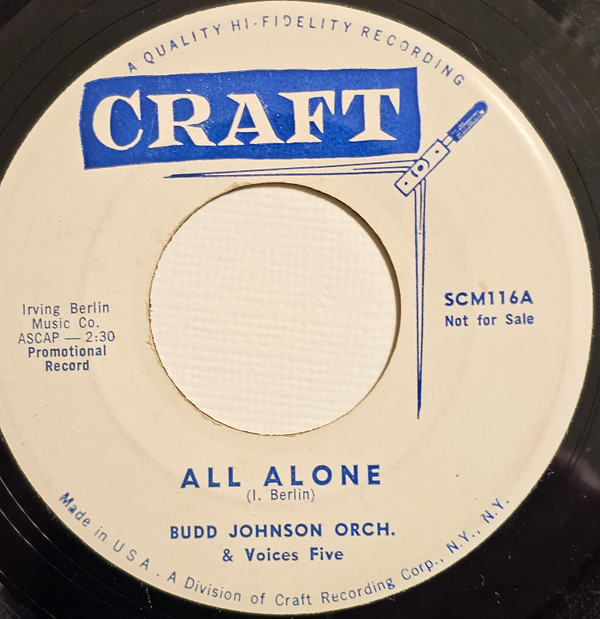 A QUALITY HI-FIDELITY RECORDING
CRAFT
Irving Berlin
Music Co.
ASCAP — 2:30
Promotional
Record
SCM116A
Not for Sale
ALL ALONE
(I. Berlin)
BUDD JOHNSON ORCH.
& Voices Five
Made in U S A . A Division of Craft Recording Corp., N.Y., N.Y.